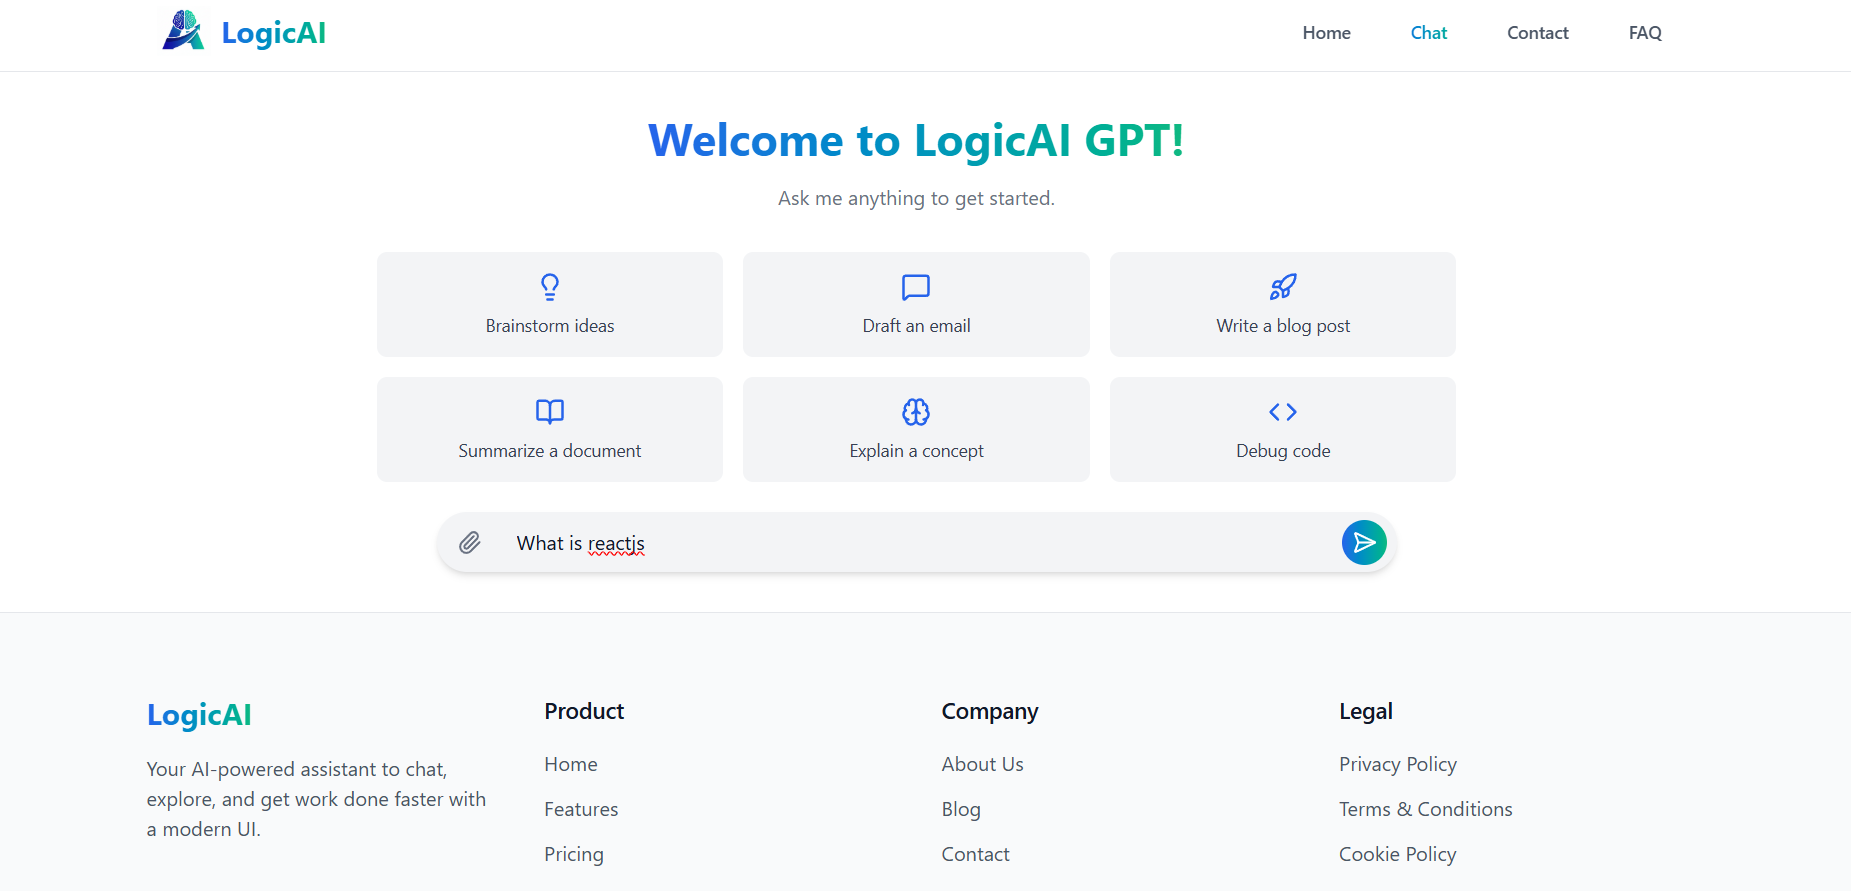 LogicAI
Home
Chat
Contact
FAQ
Welcome to LogicAI GPT!
Ask me anything to get started.
Brainstorm ideas
Draft an email
Write a blog post
Summarize a document
Explain a concept
Debug code
What is reactjs
LogicAI
Your AI-powered assistant to chat,
explore, and get work done faster with
a modern UI.
Product
Home
Features
Pricing
Company
About Us
Blog
Contact
Legal
Privacy Policy
Terms & Conditions
Cookie Policy